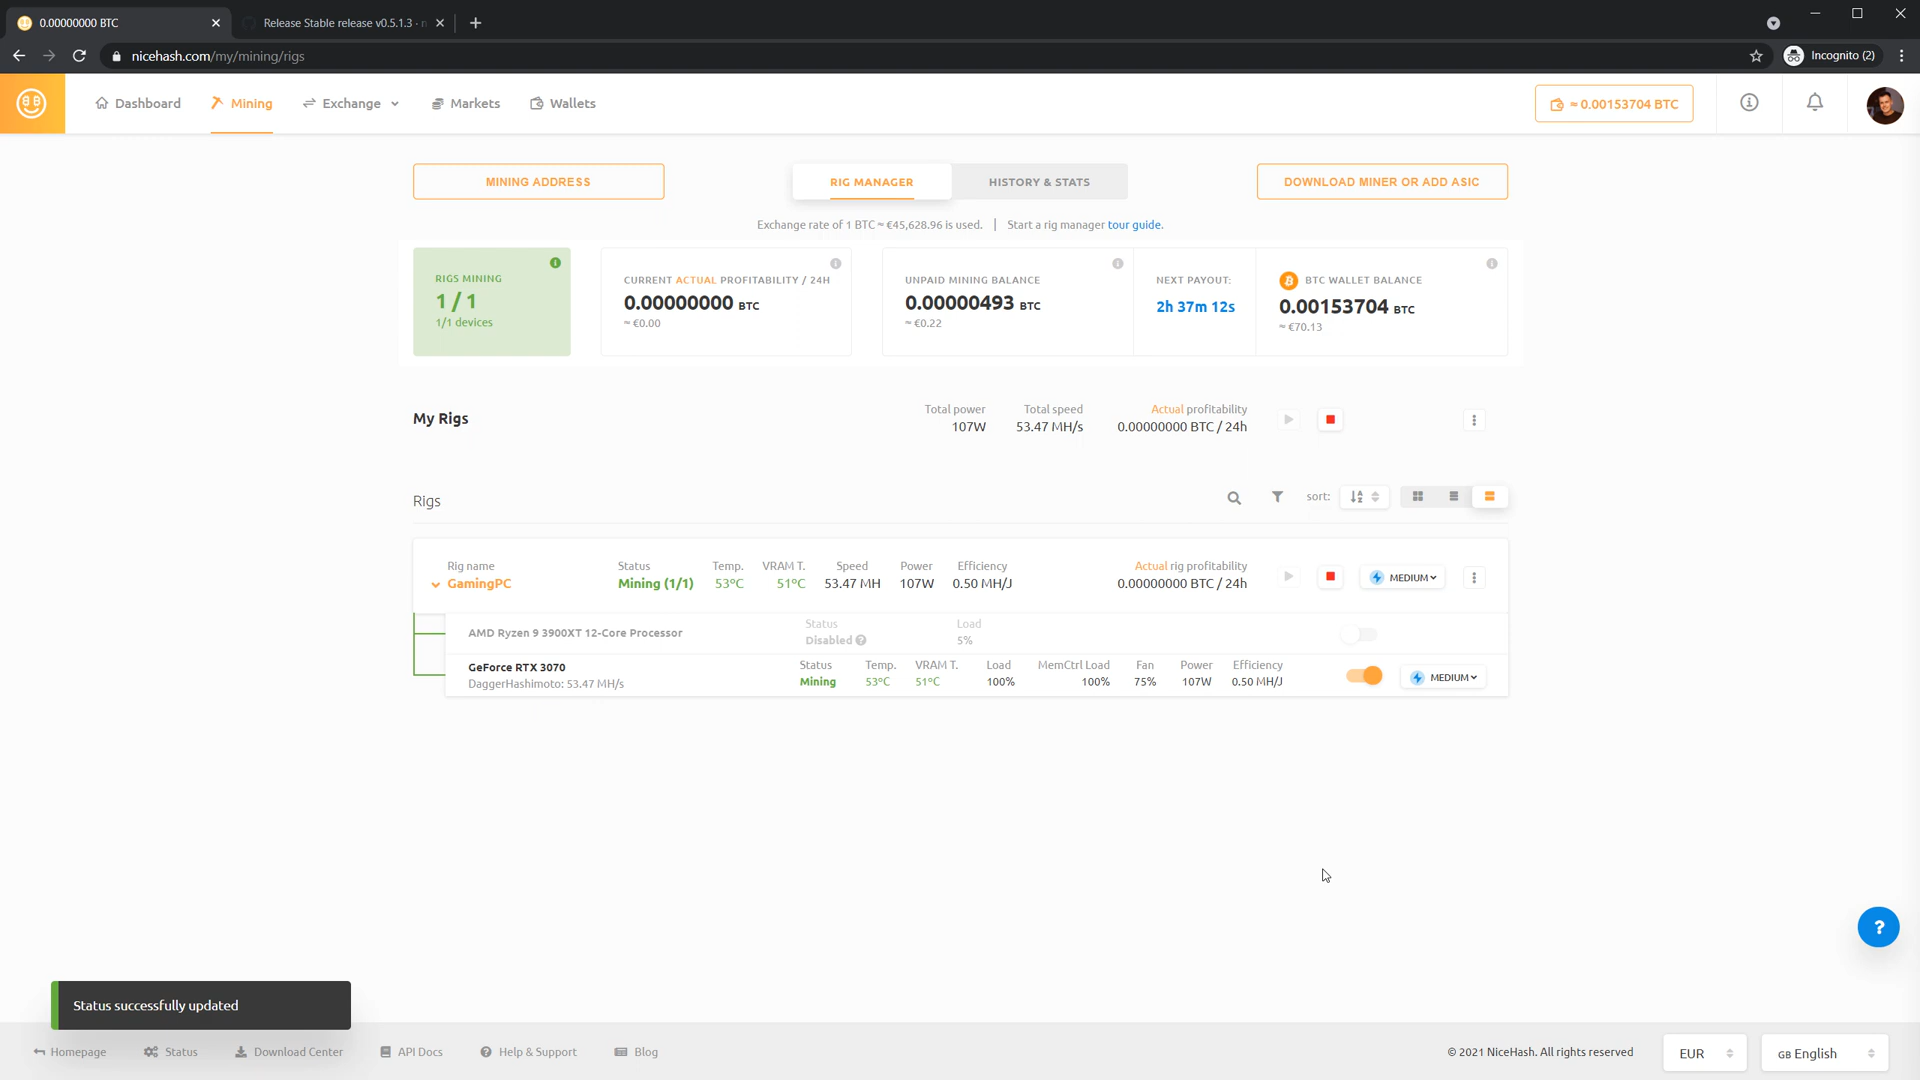 0.00000000 BTC
Release Stable release v0.5.1.3 ·
nicehash.com/my/mining/rigs
Incognito (2)
Dashboard
Mining
Exchange
Markets
Wallets
≈ 0.00153704 BTC
MINING ADDRESS
RIG MANAGER
HISTORY & STATS
DOWNLOAD MINER OR ADD ASIC
Exchange rate of 1 BTC ≈ €45,628.96 is used. | Start a rig manager tour guide.
RIGS MINING
1 / 1
1/1 devices
CURRENT ACTUAL PROFITABILITY / 24H
0.00000000 BTC
≈ €0.00
UNPAID MINING BALANCE
0.00000493 BTC
≈ €0.22
NEXT PAYOUT:
2h 37m 12s
BTC WALLET BALANCE
0.00153704 BTC
≈ €70.13
My Rigs
Total power
107W
Total speed
53.47 MH/s
Actual profitability
0.00000000 BTC / 24h
Rigs
sort:
Rig name
GamingPC
Status
Mining (1/1)
Temp.
53°C
VRAM T.
51°C
Speed
53.47 MH
Power
107W
Efficiency
0.50 MH/J
Actual rig profitability
0.00000000 BTC / 24h
MEDIUM
AMD Ryzen 9 3900XT 12-Core Processor
Status
Disabled
Load
5%
GeForce RTX 3070
DaggerHashimoto: 53.47 MH/s
Status
Mining
Temp.
53°C
VRAM T.
51°C
Load
100%
MemCtrl Load
100%
Fan
75%
Power
107W
Efficiency
0.50 MH/J
MEDIUM
?
Status successfully updated
Homepage
Status
Download Center
API Docs
Help & Support
Blog
© 2021 NiceHash. All rights reserved
EUR
GB English